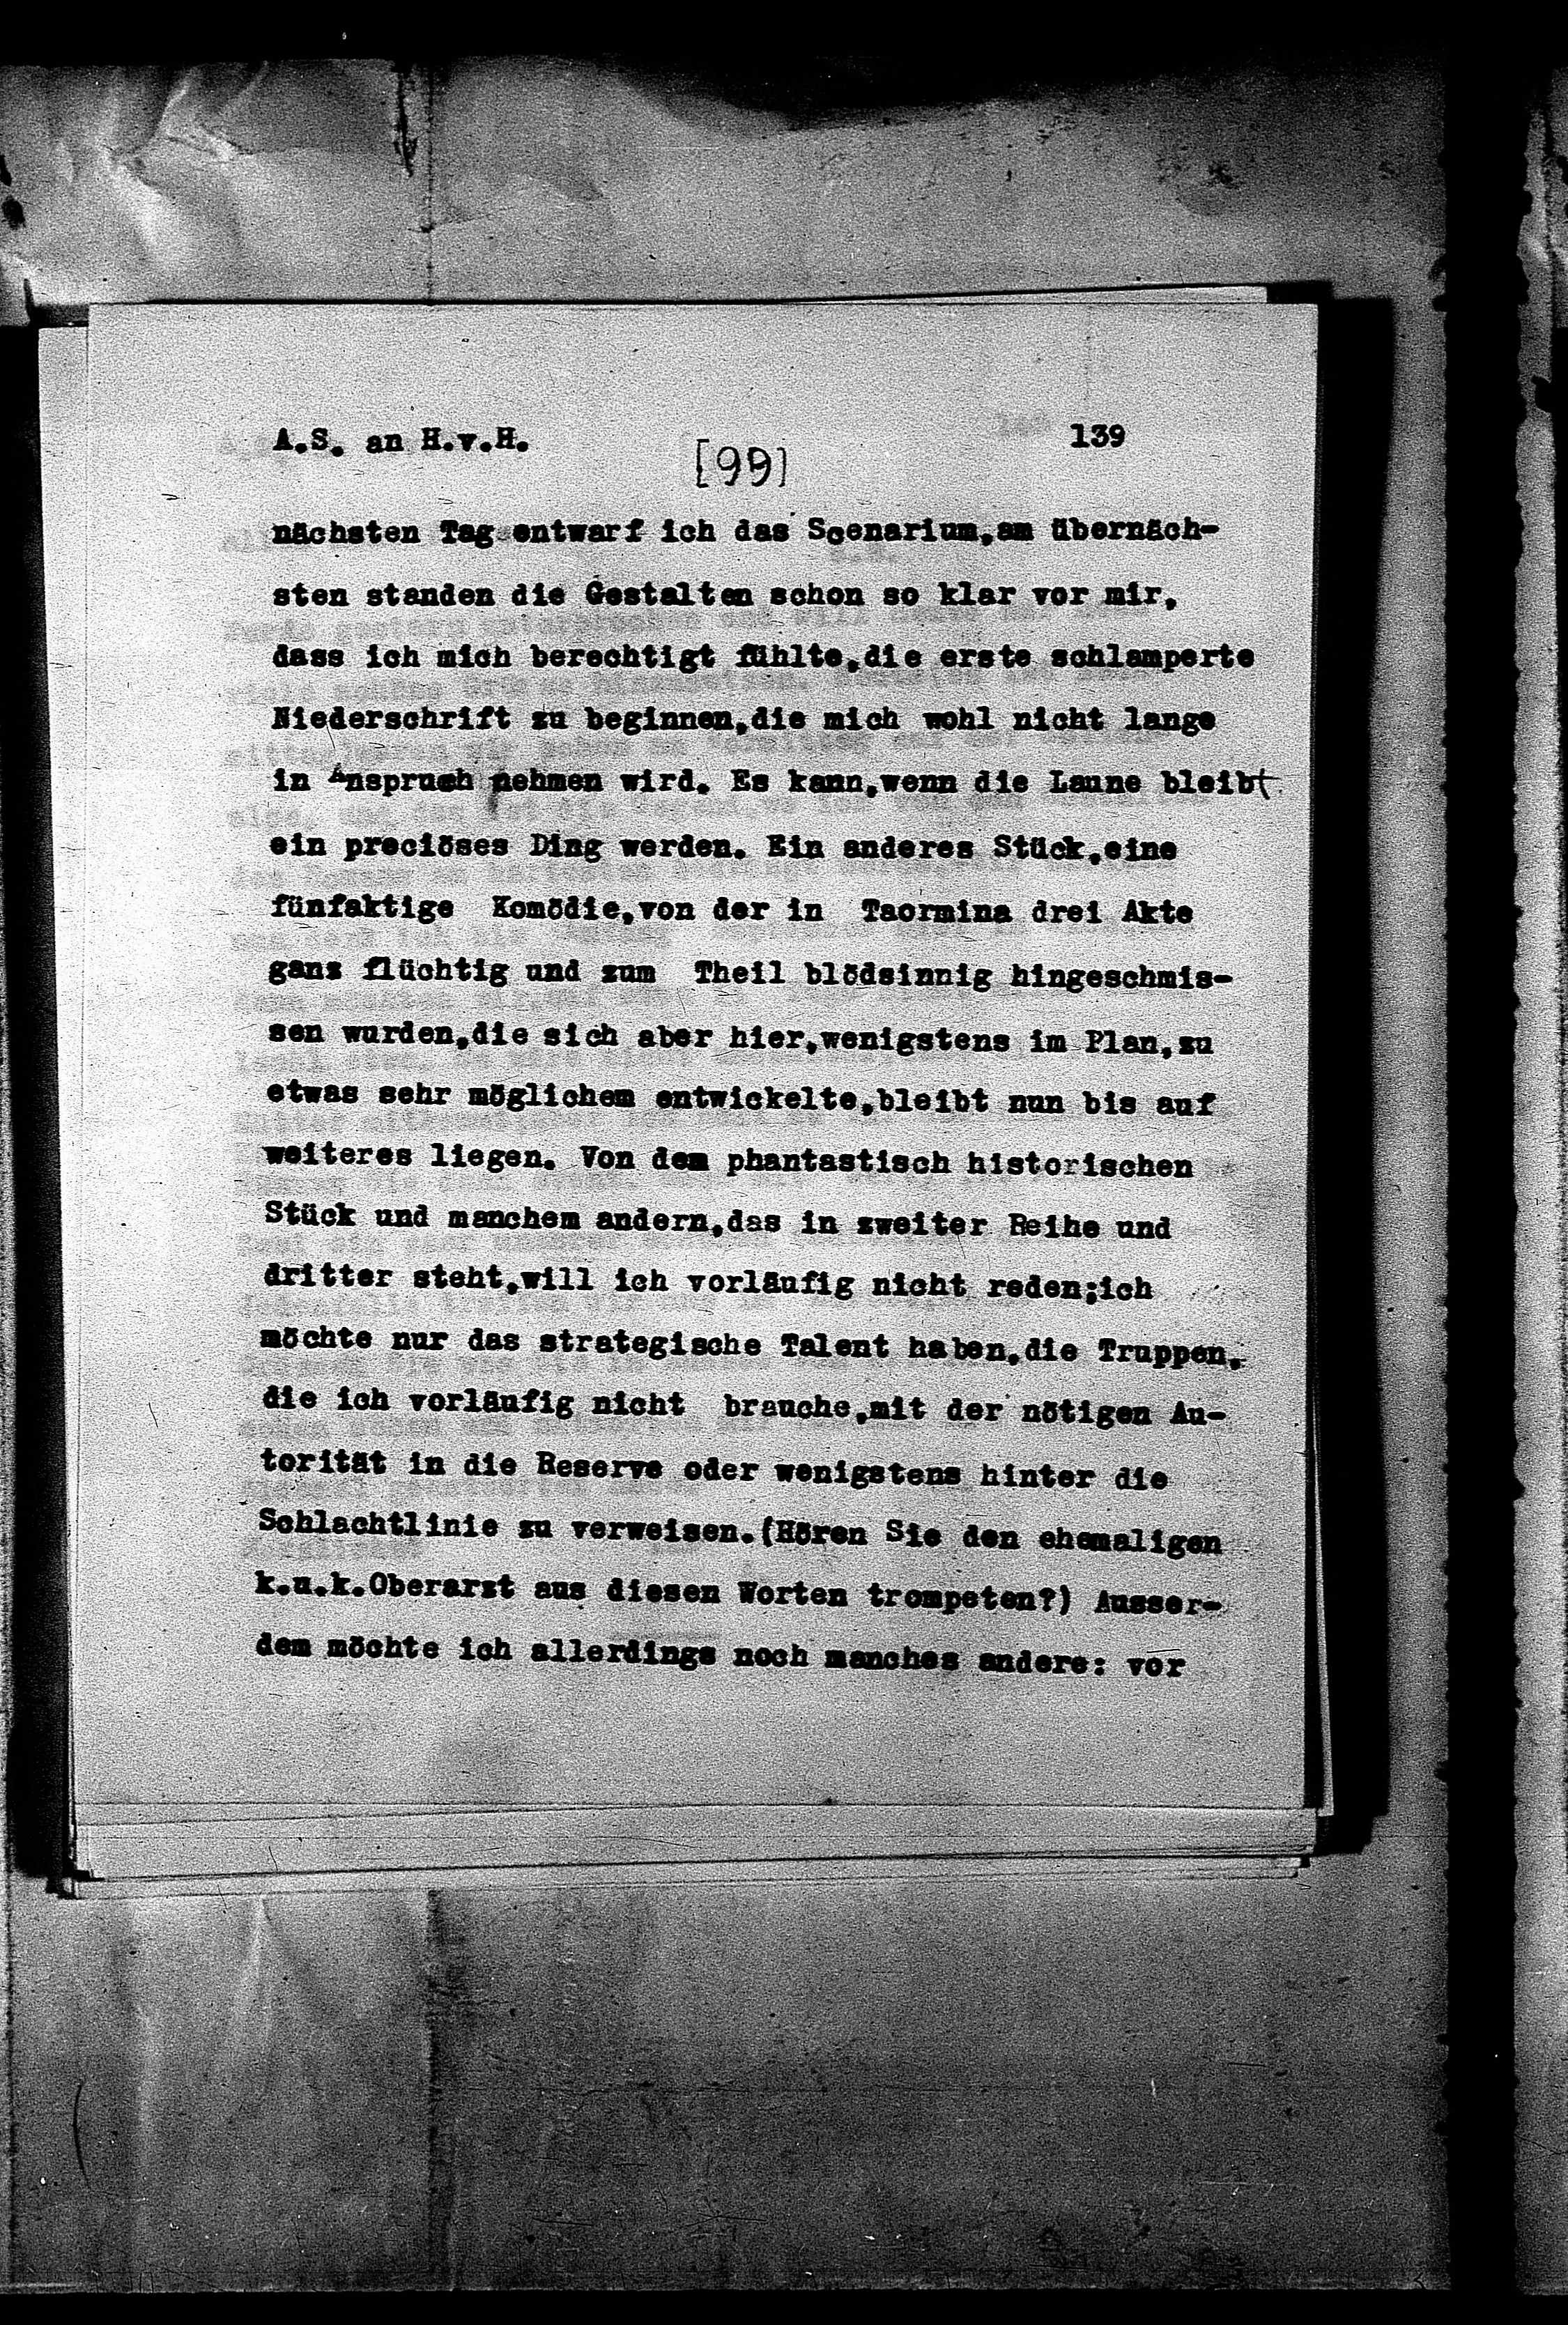 A.S. an H.v.H.
139
[99]
nächsten Tag entwarf ich das Scenarium,am übernäch-
sten standen die Gestalten schon so klar vor mir,
dass ich mich berechtigt fühlte,die erste schlamperte
Niederschrift zu beginnen,die mich wohl nicht lange
in Anspruch nehmen wird. Es kann,wenn die Laune bleibt
ein preciöses Ding werden. Ein anderes Stück,eine
fünfaktige Komödie,von der in Taormina drei Akte
ganz flüchtig und zum Theil blödsinnig hingeschmis-
sen wurden,die sich aber hier,wenigstens im Plan,zu
etwas sehr möglichem entwickelte,bleibt nun bis auf
weiteres liegen. Von dem phantastisch historischen
Stück und manchem andern,das in zweiter Reihe und
dritter steht,will ich vorläufig nicht reden;ich
möchte nur das strategische Talent haben,die Truppen,
die ich vorläufig nicht brauche,mit der nötigen Au-
torität in die Reserve oder wenigstens hinter die
Schlachtlinie zu verweisen.(Hören Sie den ehemaligen
k.u.k.Oberarzt aus diesen Worten trompeten?) Ausser-
dem möchte ich allerdings noch manches andere: vor